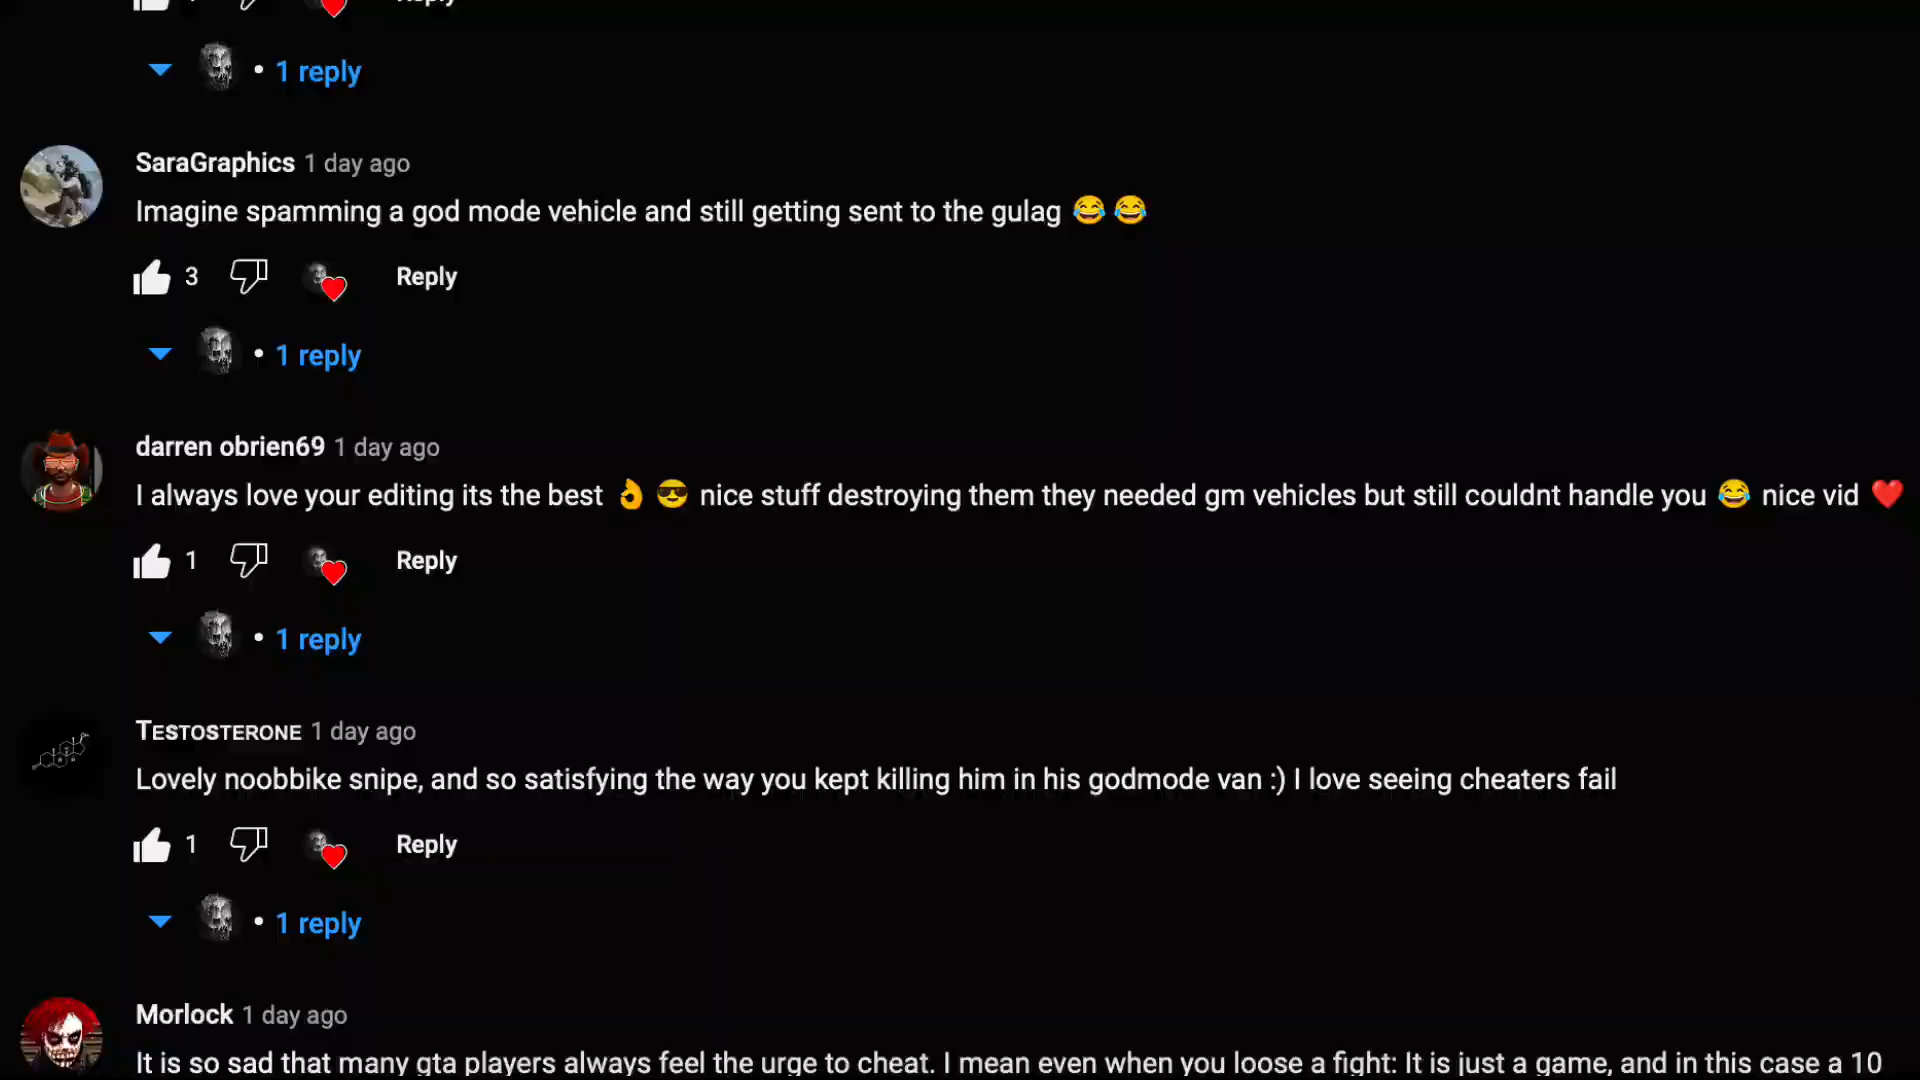 1 reply
SaraGraphics 1 day ago
Imagine spamming a god mode vehicle and still getting sent to the gulag 😂 😂
3 Reply
1 reply
darren obrien69 1 day ago
I always love your editing its the best 👌 😎 nice stuff destroying them they needed gm vehicles but still couldnt handle you 😂 nice vid ❤️
1 Reply
1 reply
Tᴇsᴛᴏsᴛᴇʀᴏɴᴇ 1 day ago
Lovely noobbike snipe, and so satisfying the way you kept killing him in his godmode van :) I love seeing cheaters fail
1 Reply
1 reply
Morlock 1 day ago
It is so sad that many gta players always feel the urge to cheat. I mean even when you loose a fight: It is just a game, and in this case a 10